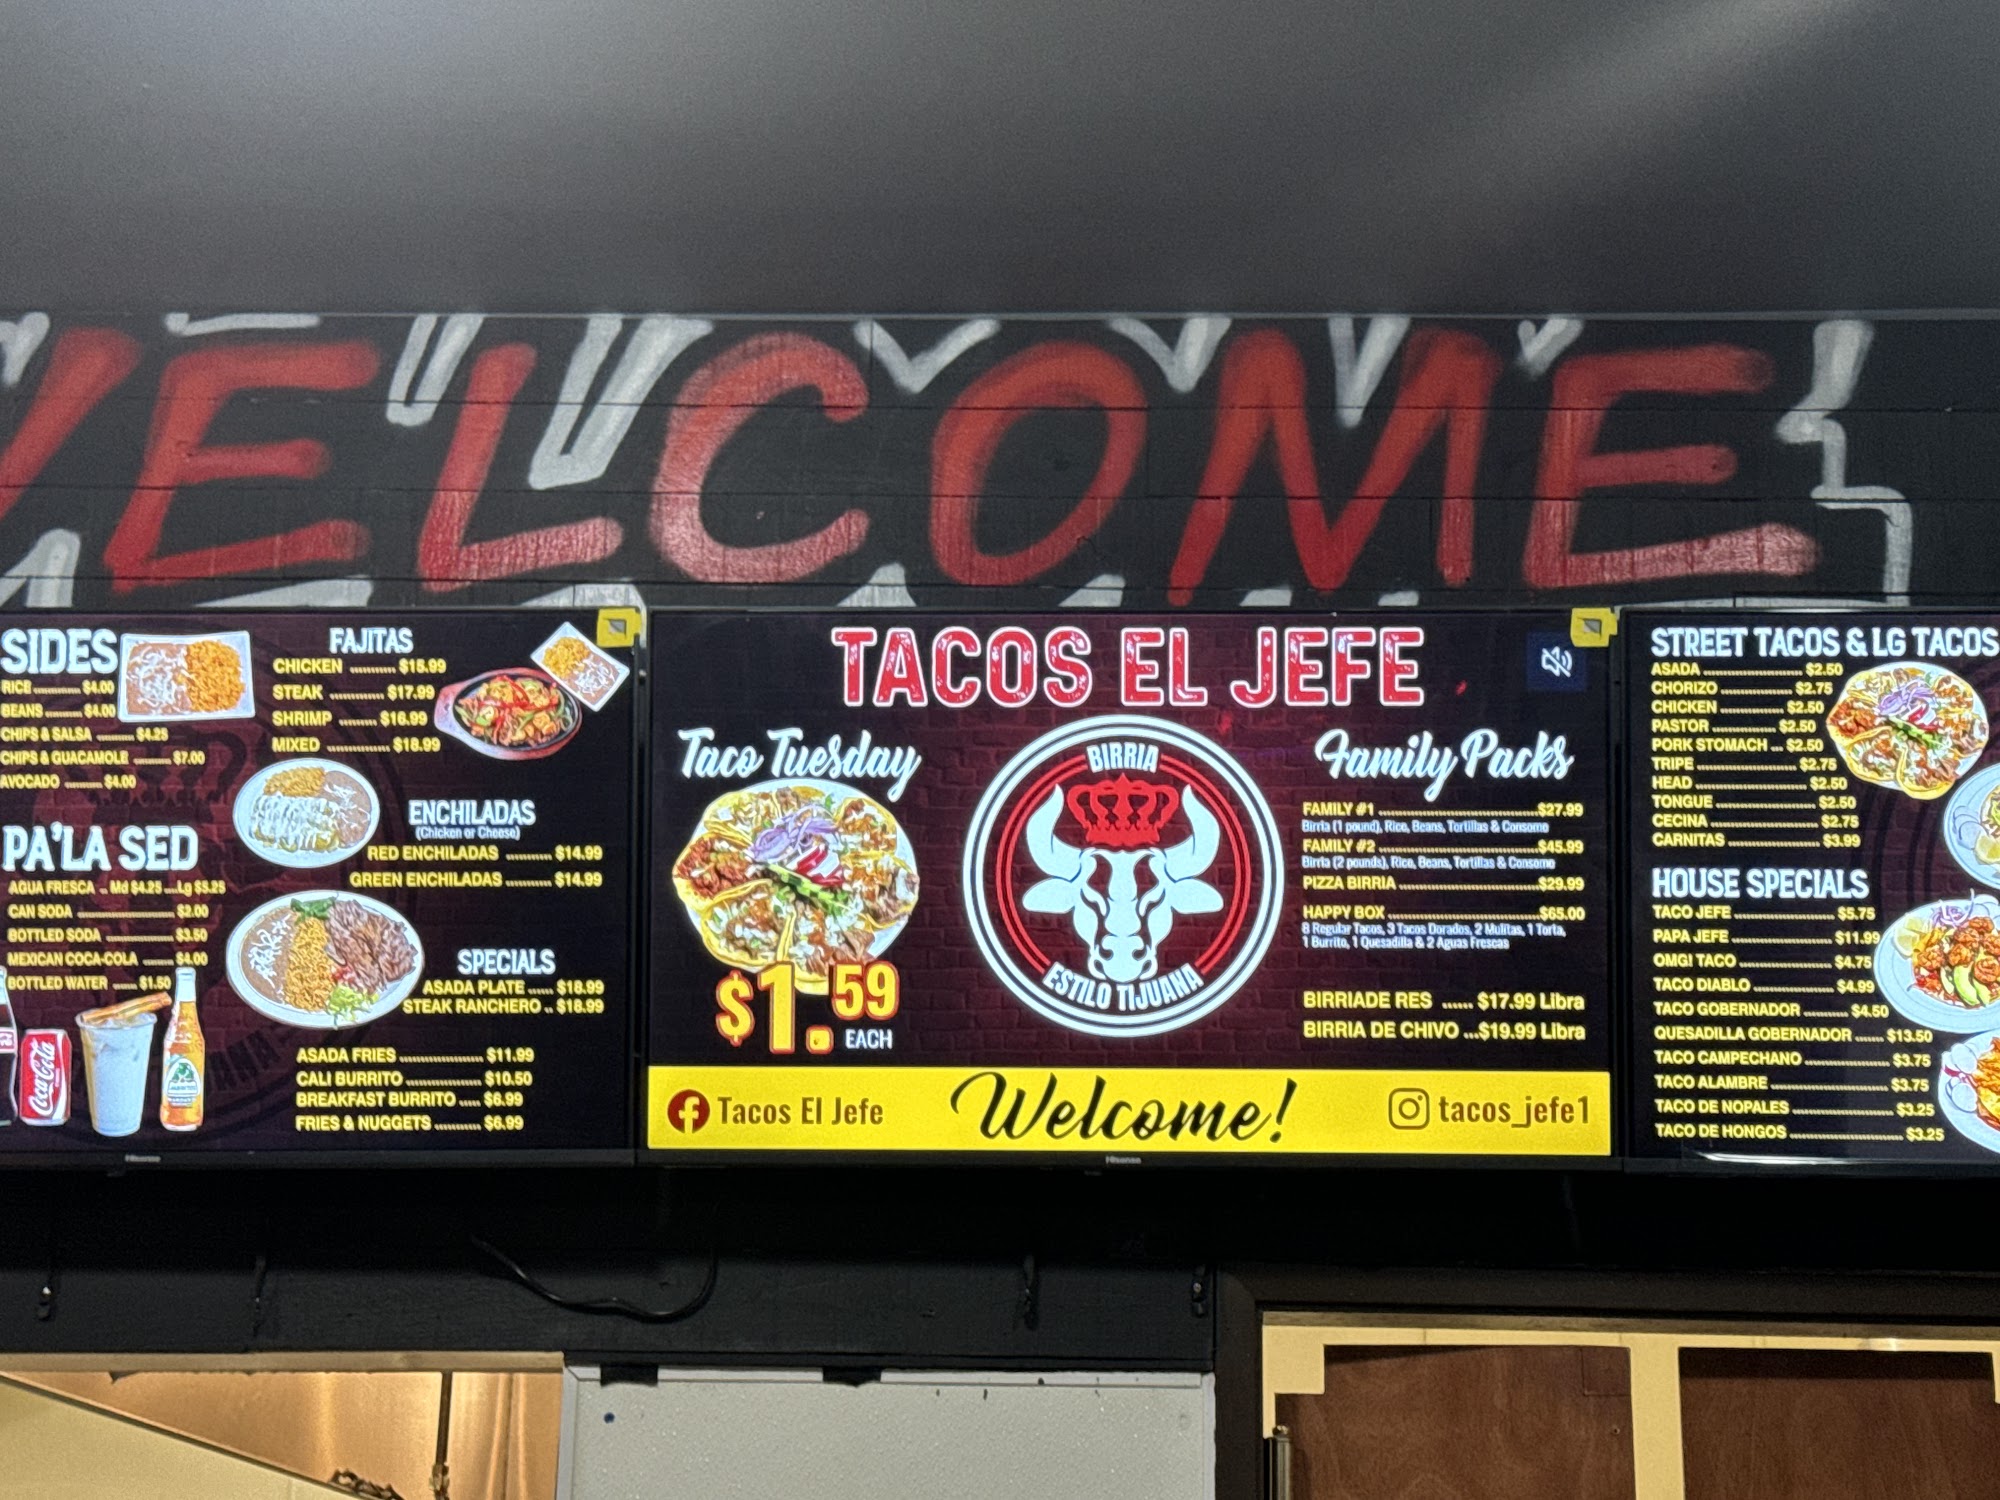 WELCOME
SIDES
RICE ............ $4.00
BEANS ......... $4.00
CHIPS & SALSA ............... $4.25
CHIPS & GUACAMOLE ............ $7.00
AVOCADO ... $4.00
PA'LA SED
AGUA FRESCA .. Md $4.25 ....Lg $5.25
CAN SODA ............ $2.00
BOTTLED SODA ............ $3.50
MEXICAN COCA-COLA ......... $4.00
BOTTLED WATER ...... $1.50
Coca-Cola
FAJITAS
CHICKEN ........... $15.99
STEAK ........... $17.99
SHRIMP ......... $16.99
MIXED ............... $18.99
ENCHILADAS
(Chicken or Cheese)
RED ENCHILADAS ........... $14.99
GREEN ENCHILADAS ........... $14.99
SPECIALS
ASADA PLATE ...... $18.99
STEAK RANCHERO .. $18.99
ASADA FRIES .................. $11.99
CALI BURRITO ................. $10.50
BREAKFAST BURRITO ..... $6.99
FRIES & NUGGETS ............ $6.99
Hisense
TACOS EL JEFE
Taco Tuesday
$1.59
EACH
BIRRIA
ESTILO TIJUANA
Family Packs
FAMILY #1 ..............................$27.99
Birria (1 pound), Rice, Beans, Tortillas & Consome
FAMILY #2 ..............................$45.99
Birria (2 pounds), Rice, Beans, Tortillas & Consome
PIZZA BIRRIA ..........................$29.99
HAPPY BOX ............................$65.00
8 Regular Tacos, 3 Tacos Dorados, 2 Mulitas, 1 Torta,
1 Burrito, 1 Quesadilla & 2 Aguas Frescas
BIRRIADE RES ...... $17.99 Libra
BIRRIA DE CHIVO ...$19.99 Libra
Tacos El Jefe
Welcome!
tacos_jefe1
Hisense
STREET TACOS & LG TACOS
ASADA ........................ $2.50
CHORIZO .................. $2.75
CHICKEN ................ $2.50
PASTOR ............. $2.50
PORK STOMACH ... $2.50
TRIPE .................... $2.75
HEAD ...................... $2.50
TONGUE .................. $2.50
CECINA .................... $2.75
CARNITAS ................ $3.99
HOUSE SPECIALS
TACO JEFE ........................ $5.75
PAPA JEFE ....................... $11.99
OMG! TACO ..................... $4.75
TACO DIABLO ................... $4.99
TACO GOBERNADOR ........... $4.50
QUESADILLA GOBERNADOR ....... $13.50
TACO CAMPECHANO .................. $3.75
TACO ALAMBRE ......................... $3.75
TACO DE NOPALES ..................... $3.25
TACO DE HONGOS ....................... $3.25